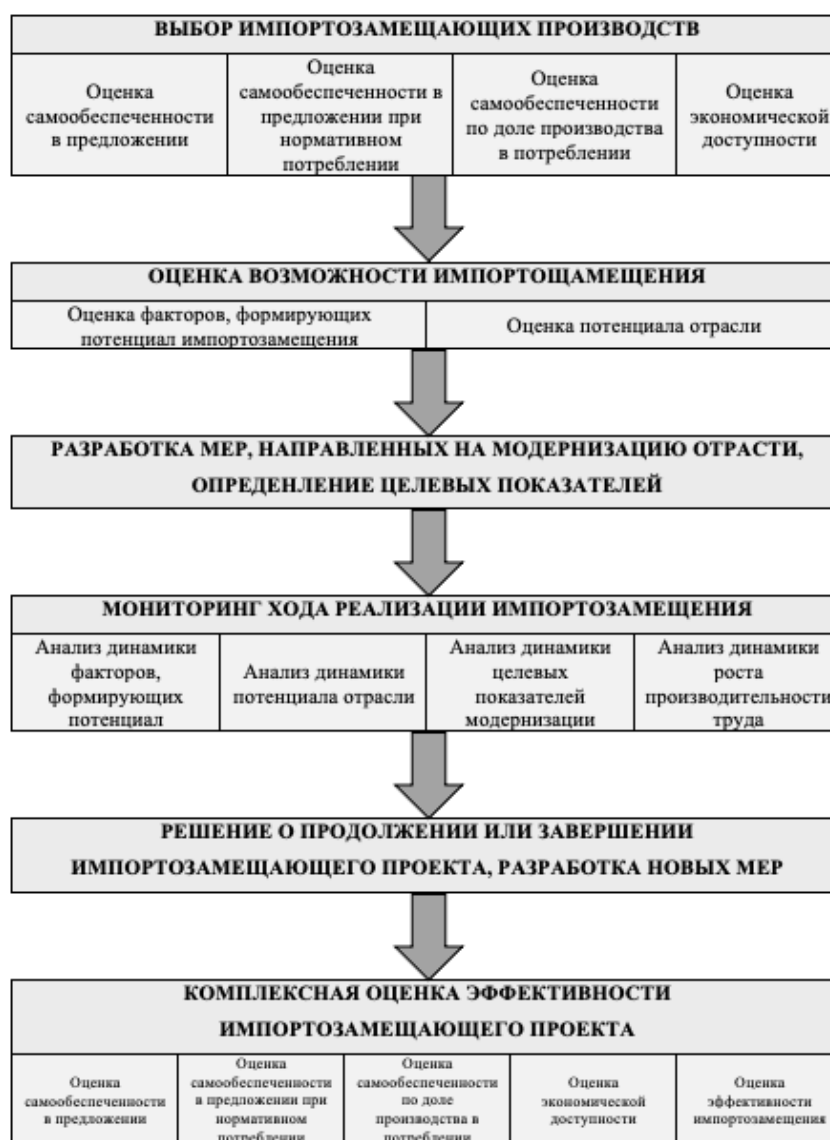 ВЫБОР ИМПОРТОЗАМЕЩАЮЩИХ ПРОИЗВОДСТВ
Оценка
самообеспеченности
в предложении
Оценка
самообеспеченности в
предложении при
нормативном
потреблении
Оценка
самообеспеченности
по доле производства
в потреблении
Оценка
экономической
доступности
ОЦЕНКА ВОЗМОЖНОСТИ ИМПОРТОЩАМЕЩЕНИЯ
Оценка факторов, формирующих
потенциал импортозамещения
Оценка потенциала отрасли
РАЗРАБОТКА МЕР, НАПРАВЛЕННЫХ НА МОДЕРНИЗАЦИЮ ОТРАСТИ,
ОПРЕДЕНЛЕНИЕ ЦЕЛЕВЫХ ПОКАЗАТЕЛЕЙ
МОНИТОРИНГ ХОДА РЕАЛИЗАЦИИ ИМПОРТОЗАМЕЩЕНИЯ
Анализ динамики
факторов,
формирующих
потенциал
Анализ динамики
потенциала отрасли
Анализ динамики
целевых
показателей
модернизации
Анализ динамики
роста
производительности
труда
РЕШЕНИЕ О ПРОДОЛЖЕНИИ ИЛИ ЗАВЕРШЕНИИ
ИМПОРТОЗАМЕЩАЮЩЕГО ПРОЕКТА, РАЗРАБОТКА НОВЫХ МЕР
КОМПЛЕКСНАЯ ОЦЕНКА ЭФФЕКТИВНОСТИ
ИМПОРТОЗАМЕЩАЮЩЕГО ПРОЕКТА
Оценка
самообеспеченности
в предложении
Оценка
самообеспеченности
в предложении при
нормативном
потреблении
Оценка
самообеспеченности
по доле
производства в
потреблении
Оценка
экономической
доступности
Оценка
эффективности
импортозамещения